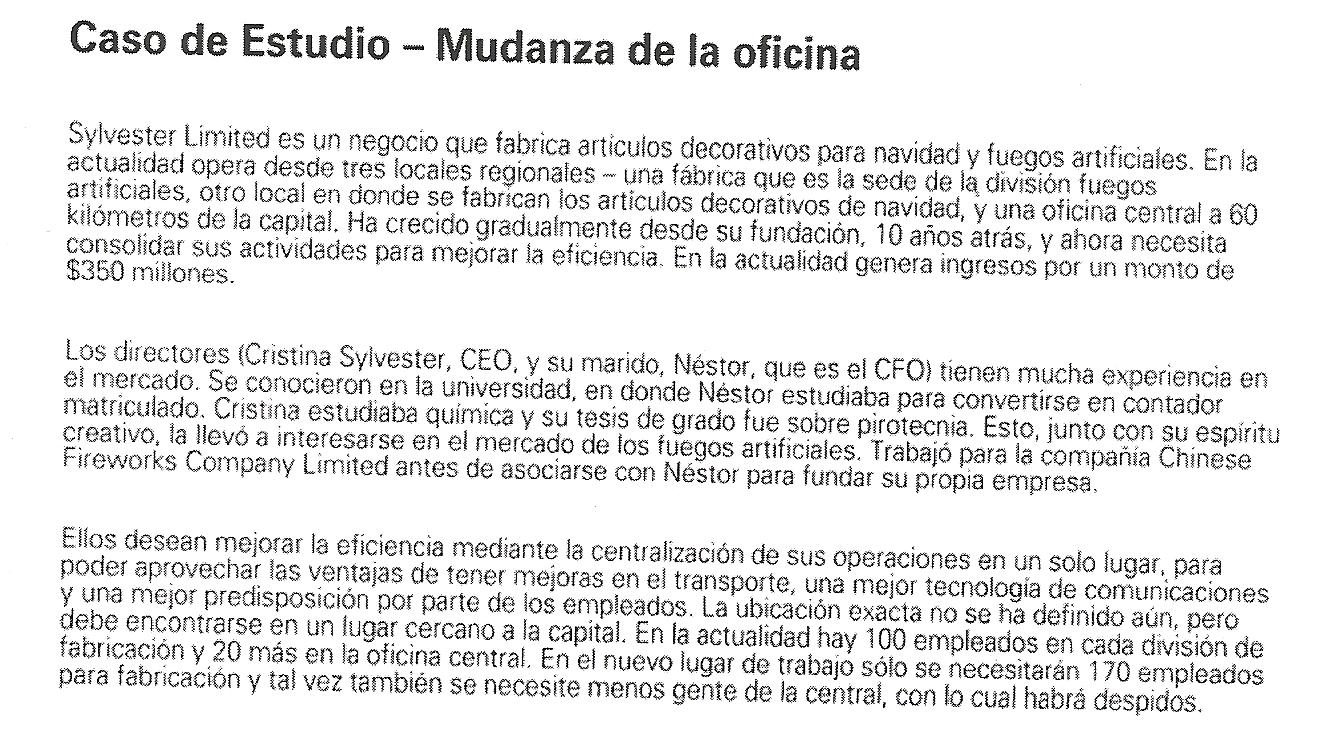 Caso de Estudio – Mudanza de la oficina
Sylvester Limited es un negocio que fabrica artículos decorativos para navidad y fuegos artificiales. En la
actualidad opera desde tres locales regionales – una fábrica que es la sede de la división fuegos
artificiales, otro local en donde se fabrican los artículos decorativos de navidad, y una oficina central a 60
kilómetros de la capital. Ha crecido gradualmente desde su fundación, 10 años atrás, y ahora necesita
consolidar sus actividades para mejorar la eficiencia. En la actualidad genera ingresos por un monto de
$350 millones.
Los directores (Cristina Sylvester, CEO, y su marido, Néstor, que es el CFO) tienen mucha experiencia en
el mercado. Se conocieron en la universidad, en donde Néstor estudiaba para convertirse en contador
matriculado. Cristina estudiaba química y su tesis de grado fue sobre pirotecnia. Esto, junto con su espíritu
creativo, la llevó a interesarse en el mercado de los fuegos artificiales. Trabajó para la compañía Chinese
Fireworks Company Limited antes de asociarse con Néstor para fundar su propia empresa.
Ellos desean mejorar la eficiencia mediante la centralización de sus operaciones en un solo lugar, para
poder aprovechar las ventajas de tener mejoras en el transporte, una mejor tecnología de comunicaciones
y una mejor predisposición por parte de los empleados. La ubicación exacta no se ha definido aún, pero
debe encontrarse en un lugar cercano a la capital. En la actualidad hay 100 empleados en cada división de
fabricación y 20 más en la oficina central. En el nuevo lugar de trabajo sólo se necesitarán 170 empleados
para fabricación y tal vez también se necesite menos gente de la central, con lo cual habrá despidos.